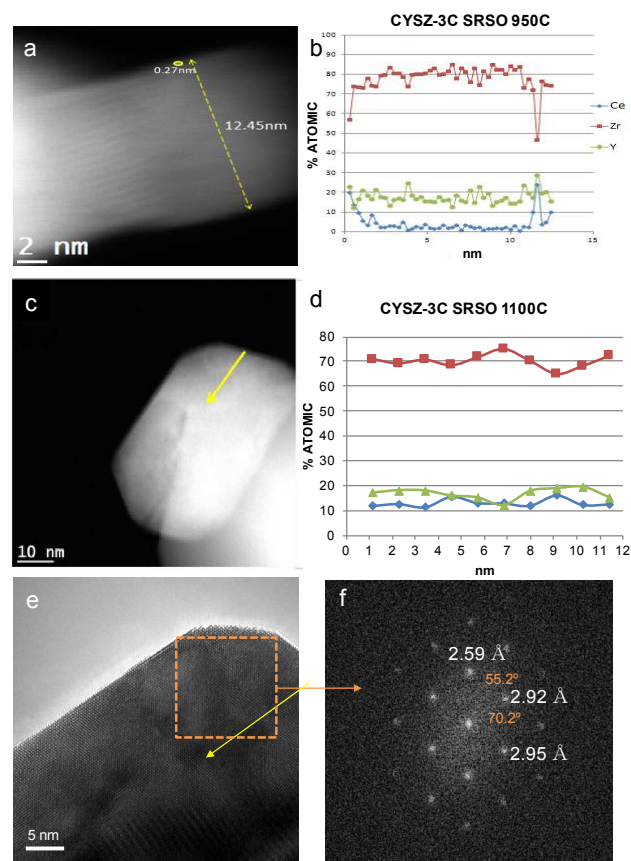 a
0.27nm
12.45nm
2 nm
b
CYSZ-3C SRSO 950C
% ATOMIC
100
90
80
70
60
50
40
30
20
10
0
0 5 10 15
nm
Ce
Zr
Y
c
10 nm
d
CYSZ-3C SRSO 1100C
% ATOMIC
80
70
60
50
40
30
20
10
0
0 1 2 3 4 5 6 7 8 9 10 11 12
nm
e
5 nm
f
2.59 Å
55.2º
2.92 Å
70.2º
2.95 Å